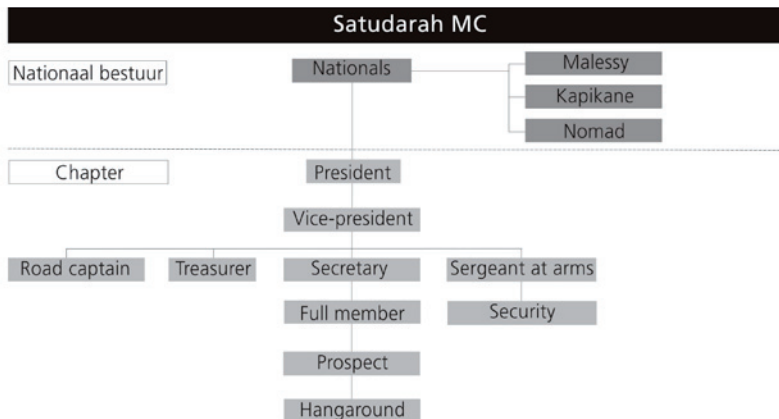 Satudarah MC
Nationaal bestuur
Nationals
Malessy
Kapikane
Nomad
Chapter
President
Vice-president
Road captain
Treasurer
Secretary
Sergeant at arms
Full member
Security
Prospect
Hangaround